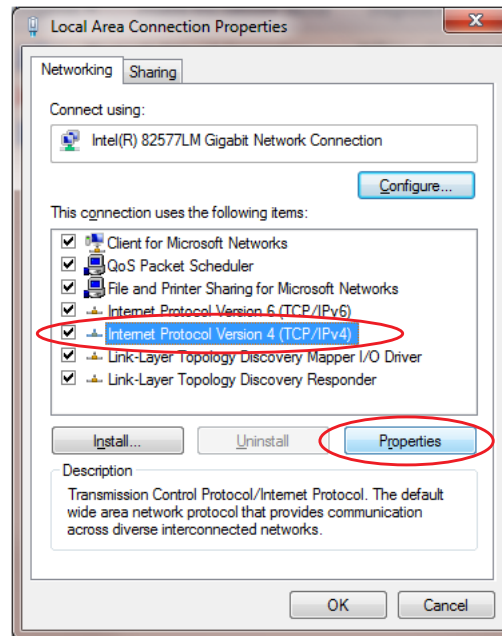 Local Area Connection Properties
Networking
Sharing
Connect using:
Intel(R) 82577LM Gigabit Network Connection
Configure...
This connection uses the following items:
Client for Microsoft Networks
QoS Packet Scheduler
File and Printer Sharing for Microsoft Networks
Internet Protocol Version 6 (TCP/IPv6)
Internet Protocol Version 4 (TCP/IPv4)
Link-Layer Topology Discovery Mapper I/O Driver
Link-Layer Topology Discovery Responder
Install...
Uninstall
Properties
Description
Transmission Control Protocol/Internet Protocol. The default
wide area network protocol that provides communication
across diverse interconnected networks.
OK
Cancel